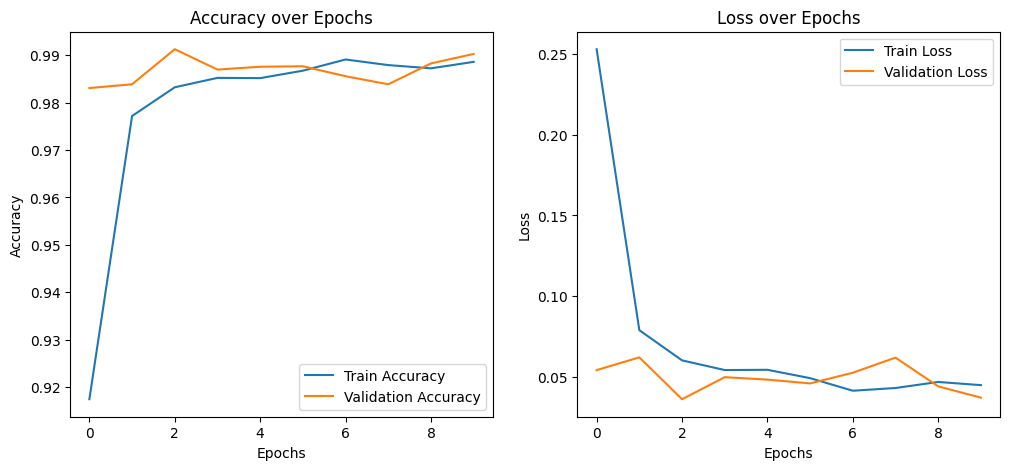 Accuracy over Epochs
0.99
0.98
0.97
0.96
0.95
0.94
0.93
0.92
Accuracy
0 2 4 6 8
Epochs
Train Accuracy
Validation Accuracy
Loss over Epochs
0.25
0.20
0.15
0.10
0.05
Loss
0 2 4 6 8
Epochs
Train Loss
Validation Loss